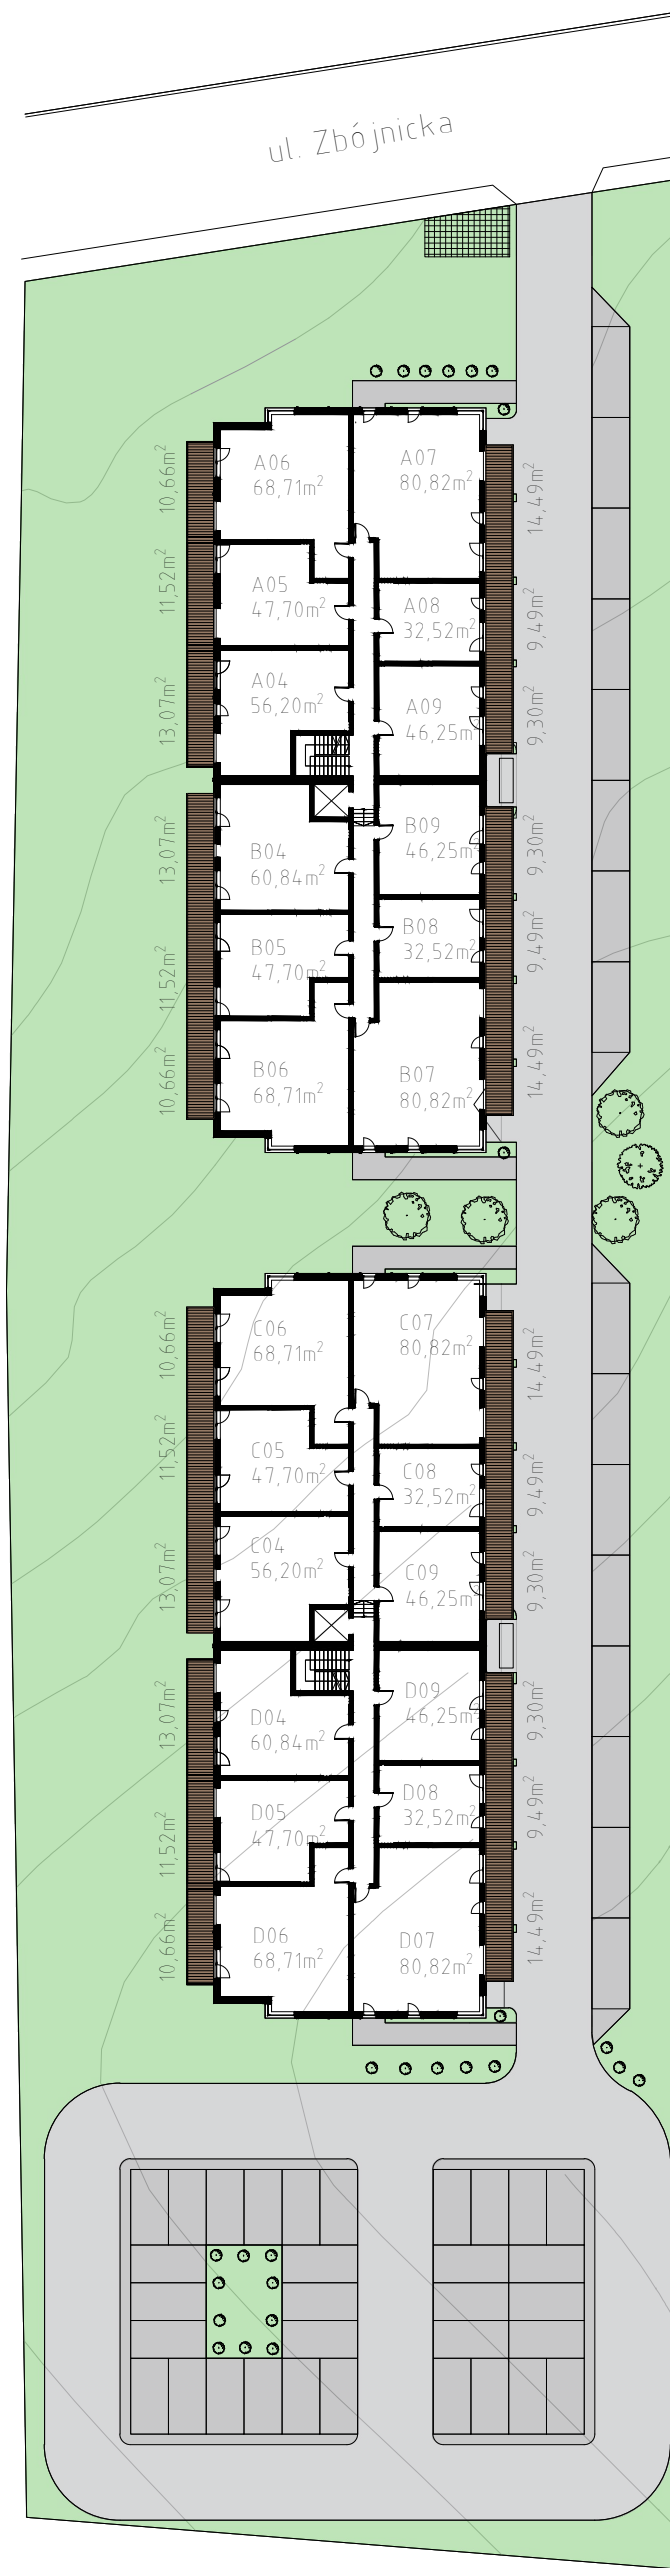 ul. Zbójnicka
A06
68,71m²
A07
80,82m²
10,66m²
14,49m²
A05
47,70m²
A08
32,52m²
11,52m²
9,49m²
A04
56,20m²
A09
46,25m²
13,07m²
9,30m²
B04
60,84m²
B09
46,25m²
13,07m²
9,30m²
B05
47,70m²
B08
32,52m²
11,52m²
9,49m²
B06
68,71m²
B07
80,82m²
10,66m²
14,49m²
C06
68,71m²
C07
80,82m²
10,66m²
14,49m²
C05
47,70m²
C08
32,52m²
11,52m²
9,49m²
C04
56,20m²
C09
46,25m²
13,07m²
9,30m²
D04
60,84m²
D09
46,25m²
13,07m²
9,30m²
D05
47,70m²
D08
32,52m²
11,52m²
9,49m²
D06
68,71m²
D07
80,82m²
10,66m²
14,49m²